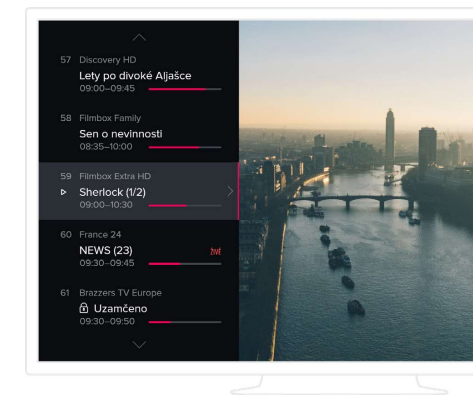 57 Discovery HD
Lety po divoké Aljašce
09:00–09:45
58 Filmbox Family
Sen o nevinnosti
08:35–10:00
59 Filmbox Extra HD
Sherlock (1/2)
09:00–10:30
60 France 24
NEWS (23) ŽIVĚ
09:30–09:45
61 Brazzers TV Europe
Uzamčeno
09:30–09:50